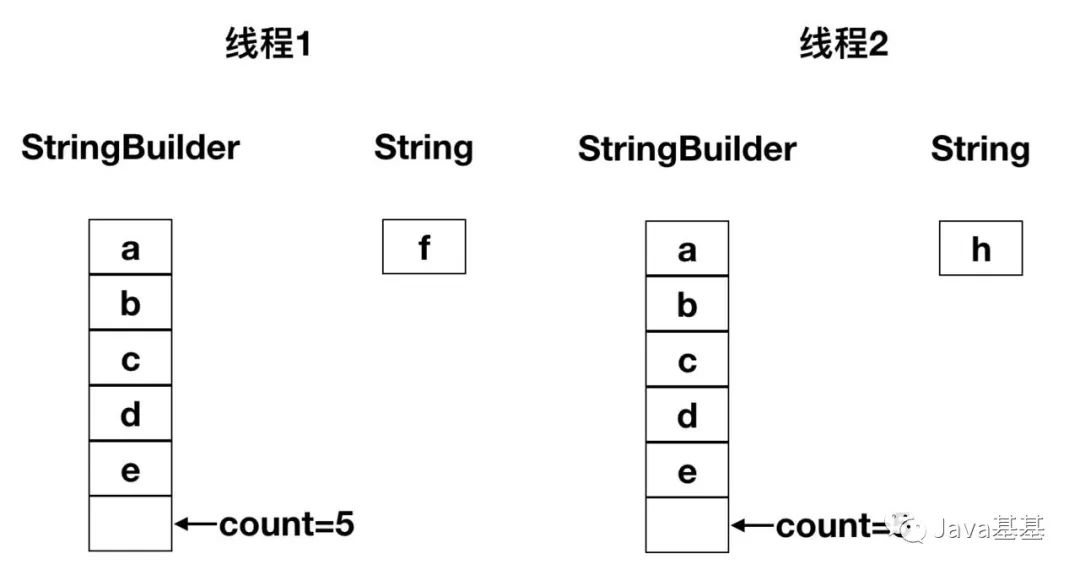 线程1
线程2
StringBuilder
String
StringBuilder
String
a
f
a
h
b
b
c
c
d
d
e
e
count=5
count=
Java基基